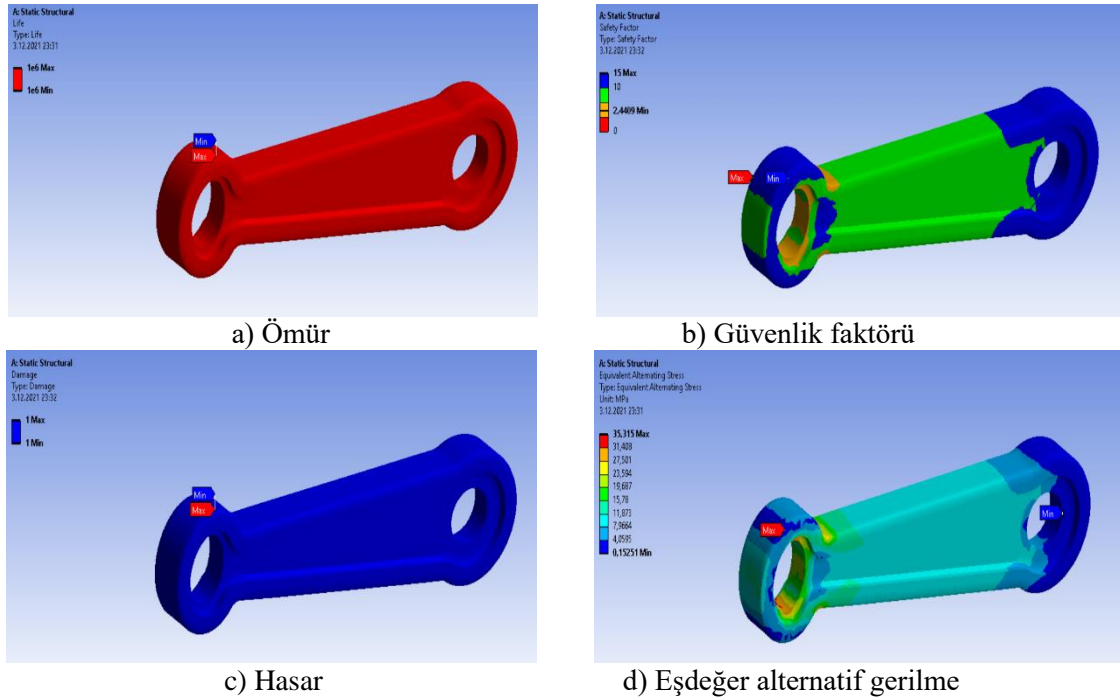 A: Static Structural
Life
Type: Life
3.12.2021 23:31
1e6 Max
1e6 Min
Min
Max
a) Ömür
A: Static Structural
Safety Factor
Type: Safety Factor
3.12.2021 23:32
15 Max
10
2,4409 Min
0
Max
Min
b) Güvenlik faktörü
A: Static Structural
Damage
Type: Damage
3.12.2021 23:32
1 Max
1 Min
Min
Max
c) Hasar
A: Static Structural
Equivalent Alternating Stress
Type: Equivalent Alternating Stress
Unit: MPa
3.12.2021 23:31
35,315 Max
31,408
27,501
23,594
19,687
15,78
11,873
7,9664
4,0595
0,15251 Min
Max
Min
d) Eşdeğer alternatif gerilme